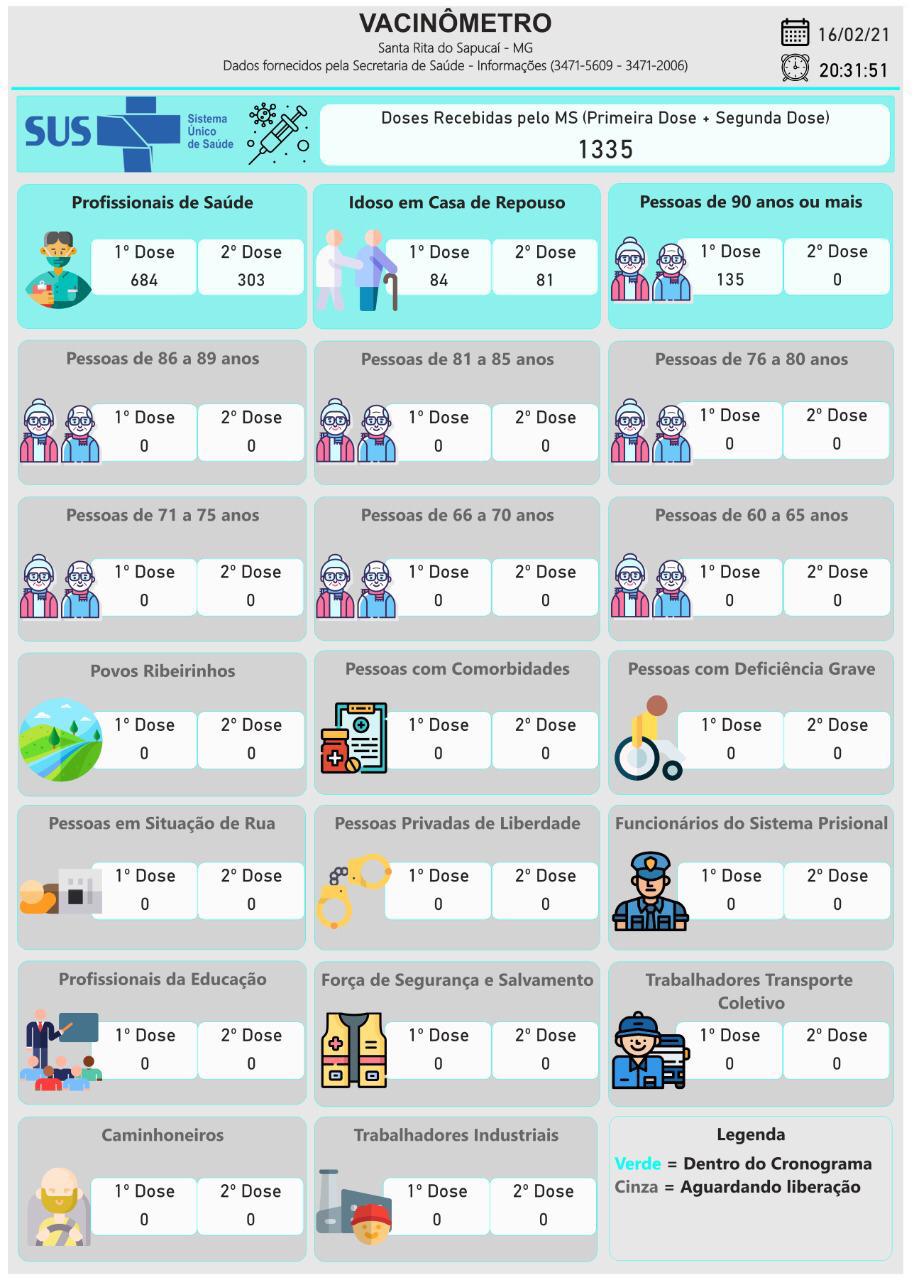 VACINÔMETRO
Santa Rita do Sapucaí - MG
Dados fornecidos pela Secretaria de Saúde - Informações (3471-5609 - 3471-2006)
16/02/21
20:31:51
SUS
Sistema
Único
de Saúde
Doses Recebidas pelo MS (Primeira Dose + Segunda Dose)
1335
Profissionais de Saúde
1° Dose 2° Dose
684 303
Idoso em Casa de Repouso
1° Dose 2° Dose
84 81
Pessoas de 90 anos ou mais
1° Dose 2° Dose
135 0
Pessoas de 86 a 89 anos
1° Dose 2° Dose
0 0
Pessoas de 81 a 85 anos
1° Dose 2° Dose
0 0
Pessoas de 76 a 80 anos
1° Dose 2° Dose
0 0
Pessoas de 71 a 75 anos
1° Dose 2° Dose
0 0
Pessoas de 66 a 70 anos
1° Dose 2° Dose
0 0
Pessoas de 60 a 65 anos
1° Dose 2° Dose
0 0
Povos Ribeirinhos
1° Dose 2° Dose
0 0
Pessoas com Comorbidades
1° Dose 2° Dose
0 0
Pessoas com Deficiência Grave
1° Dose 2° Dose
0 0
Pessoas em Situação de Rua
1° Dose 2° Dose
0 0
Pessoas Privadas de Liberdade
1° Dose 2° Dose
0 0
Funcionários do Sistema Prisional
1° Dose 2° Dose
0 0
Profissionais da Educação
1° Dose 2° Dose
0 0
Força de Segurança e Salvamento
1° Dose 2° Dose
0 0
Trabalhadores Transporte
Coletivo
1° Dose 2° Dose
0 0
Caminhoneiros
1° Dose 2° Dose
0 0
Trabalhadores Industriais
1° Dose 2° Dose
0 0
Legenda
Verde = Dentro do Cronograma
Cinza = Aguardando liberação